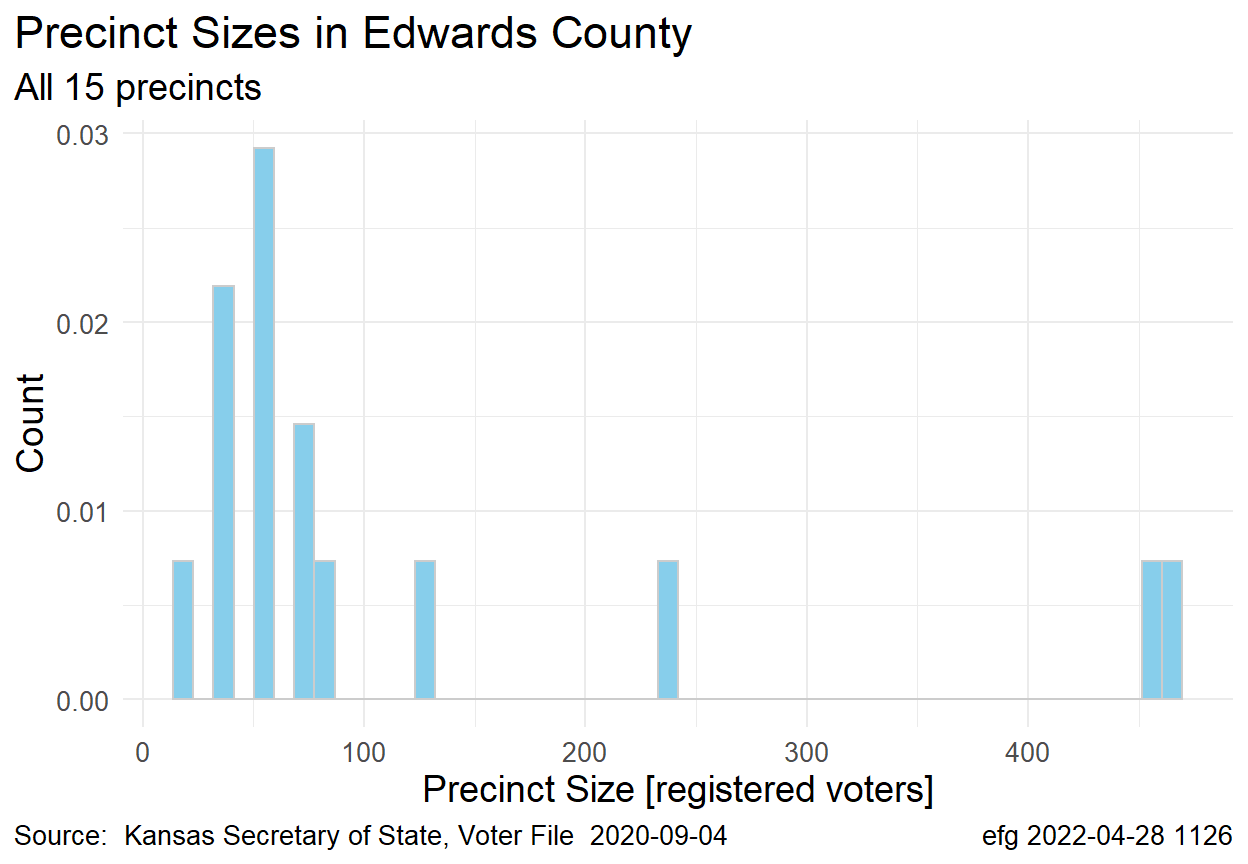 Precinct Sizes in Edwards County
All 15 precincts
0.03
0.02
0.01
0.00
Count
0 100 200 300 400
Precinct Size [registered voters]
Source: Kansas Secretary of State, Voter File 2020-09-04 efg 2022-04-28 1126